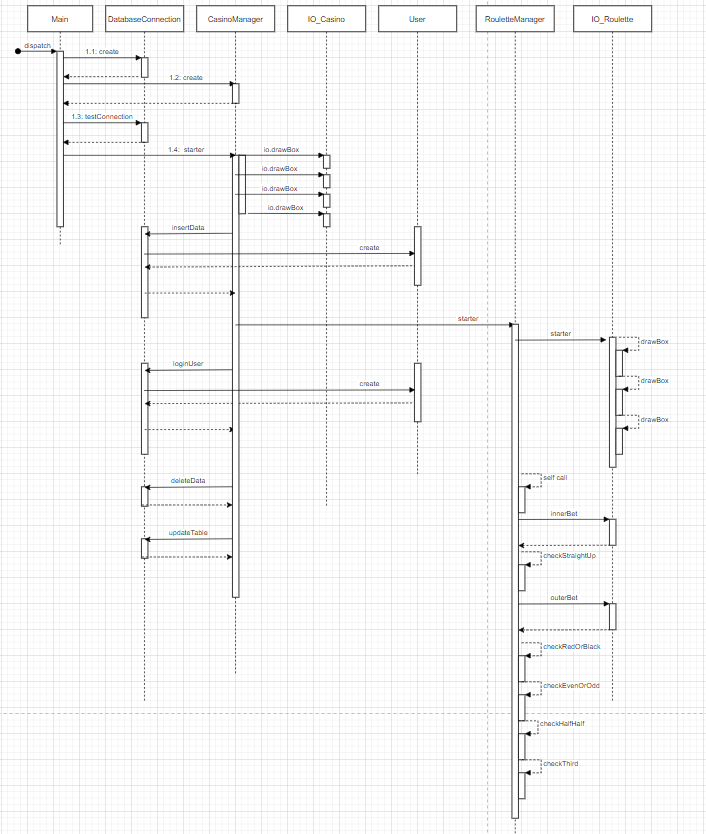 Main
DatabaseConnection
CasinoManager
IO_Casino
User
RouletteManager
IO_Roulette
dispatch
1.1: create
1.2: create
1.3: testConnection
1.4: starter
io.drawBox
io.drawBox
io.drawBox
io.drawBox
insertData
create
starter
starter
drawBox
loginUser
create
drawBox
drawBox
self call
deleteData
innerBet
updateTable
checkStraightUp
outerBet
checkRedOrBlack
checkEvenOrOdd
checkHalfHalf
checkThird